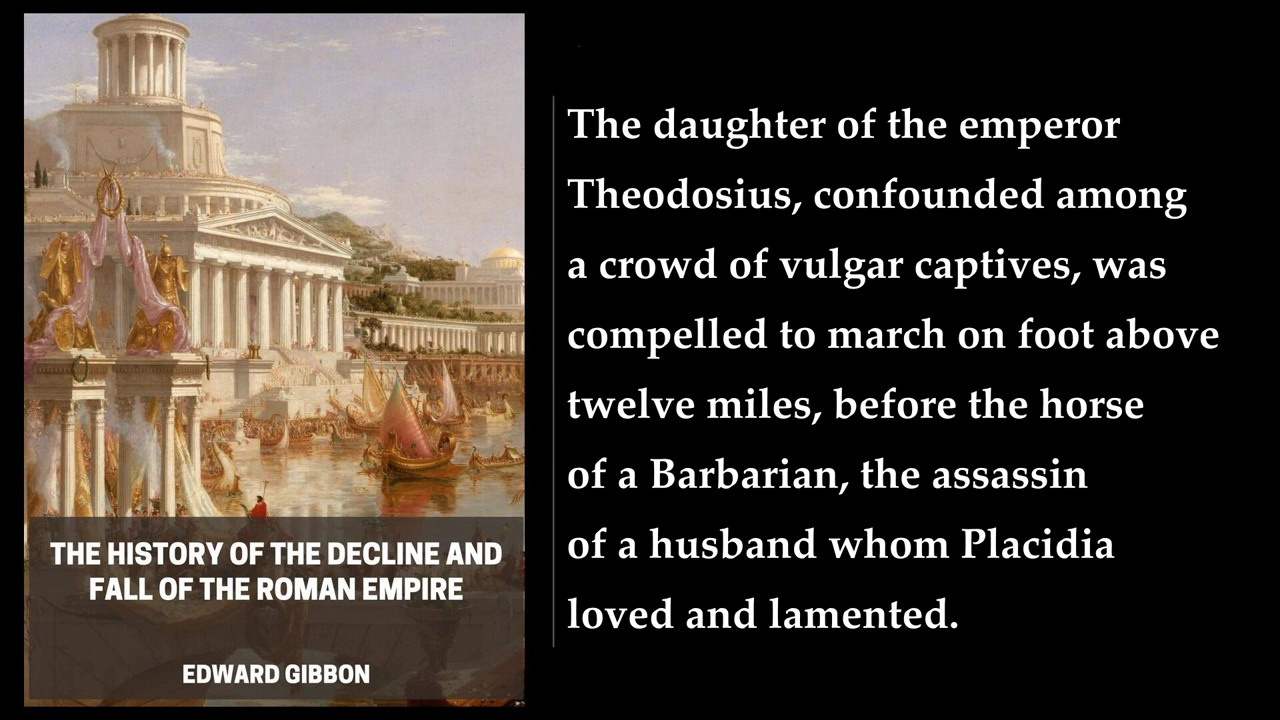 THE HISTORY OF THE DECLINE AND
FALL OF THE ROMAN EMPIRE
EDWARD GIBBON
The daughter of the emperor
Theodosius, confounded among
a crowd of vulgar captives, was
compelled to march on foot above
twelve miles, before the horse
of a Barbarian, the assassin
of a husband whom Placidia
loved and lamented.